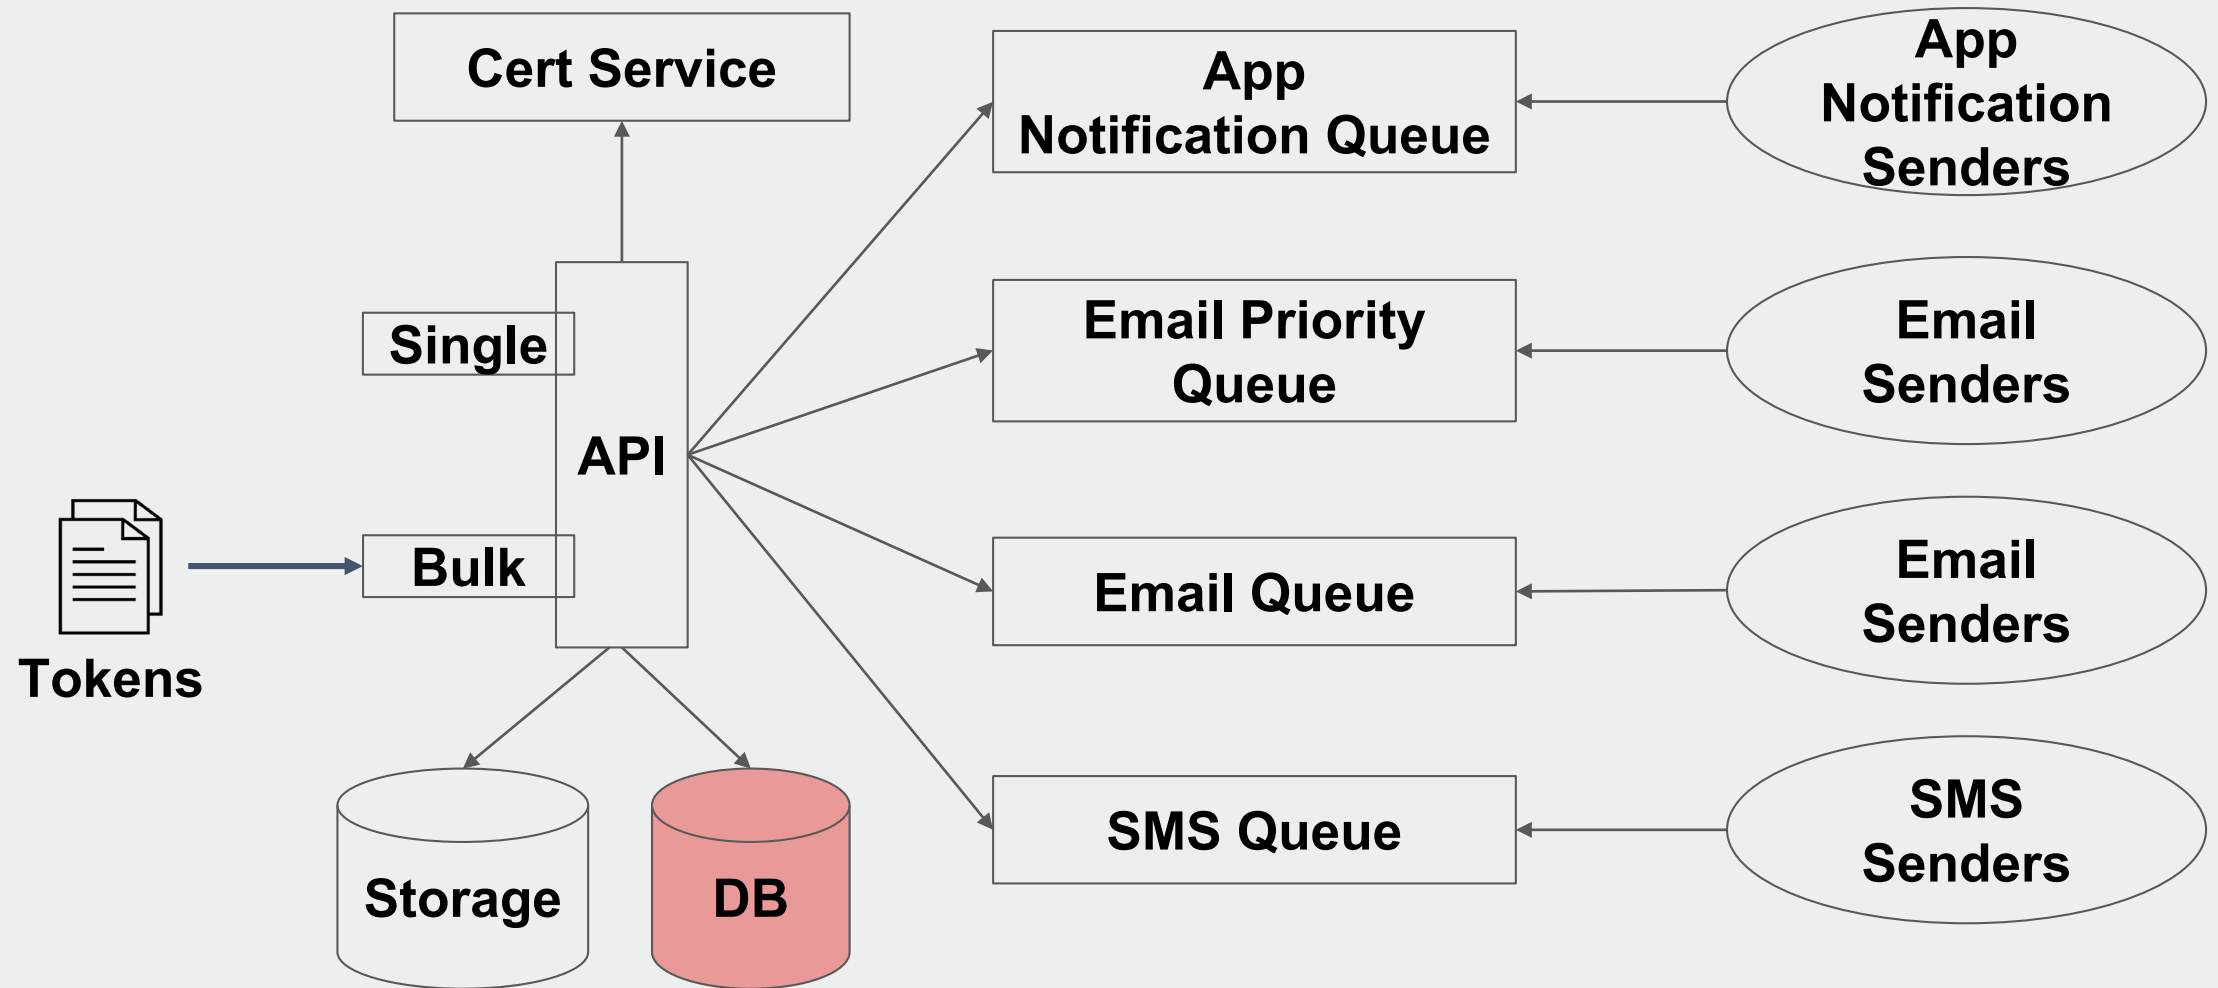 Cert Service
Single
API
Bulk
Tokens
Storage
DB
App
Notification Queue
Email Priority
Queue
Email Queue
SMS Queue
App
Notification
Senders
Email
Senders
Email
Senders
SMS
Senders